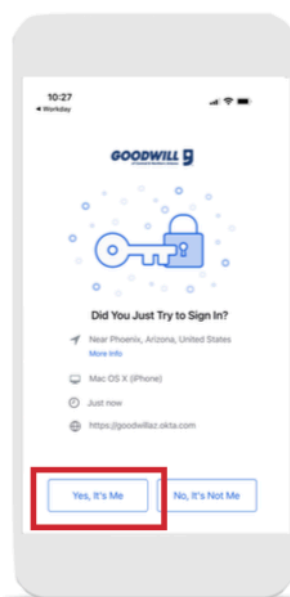 10:27
◀ Workday
GOODWILL
Did You Just Try to Sign In?
Near Phoenix, Arizona, United States
More info
Mac OS X (iPhone)
Just now
https://goodwillaz.okta.com
Yes, It's Me
No, It's Not Me